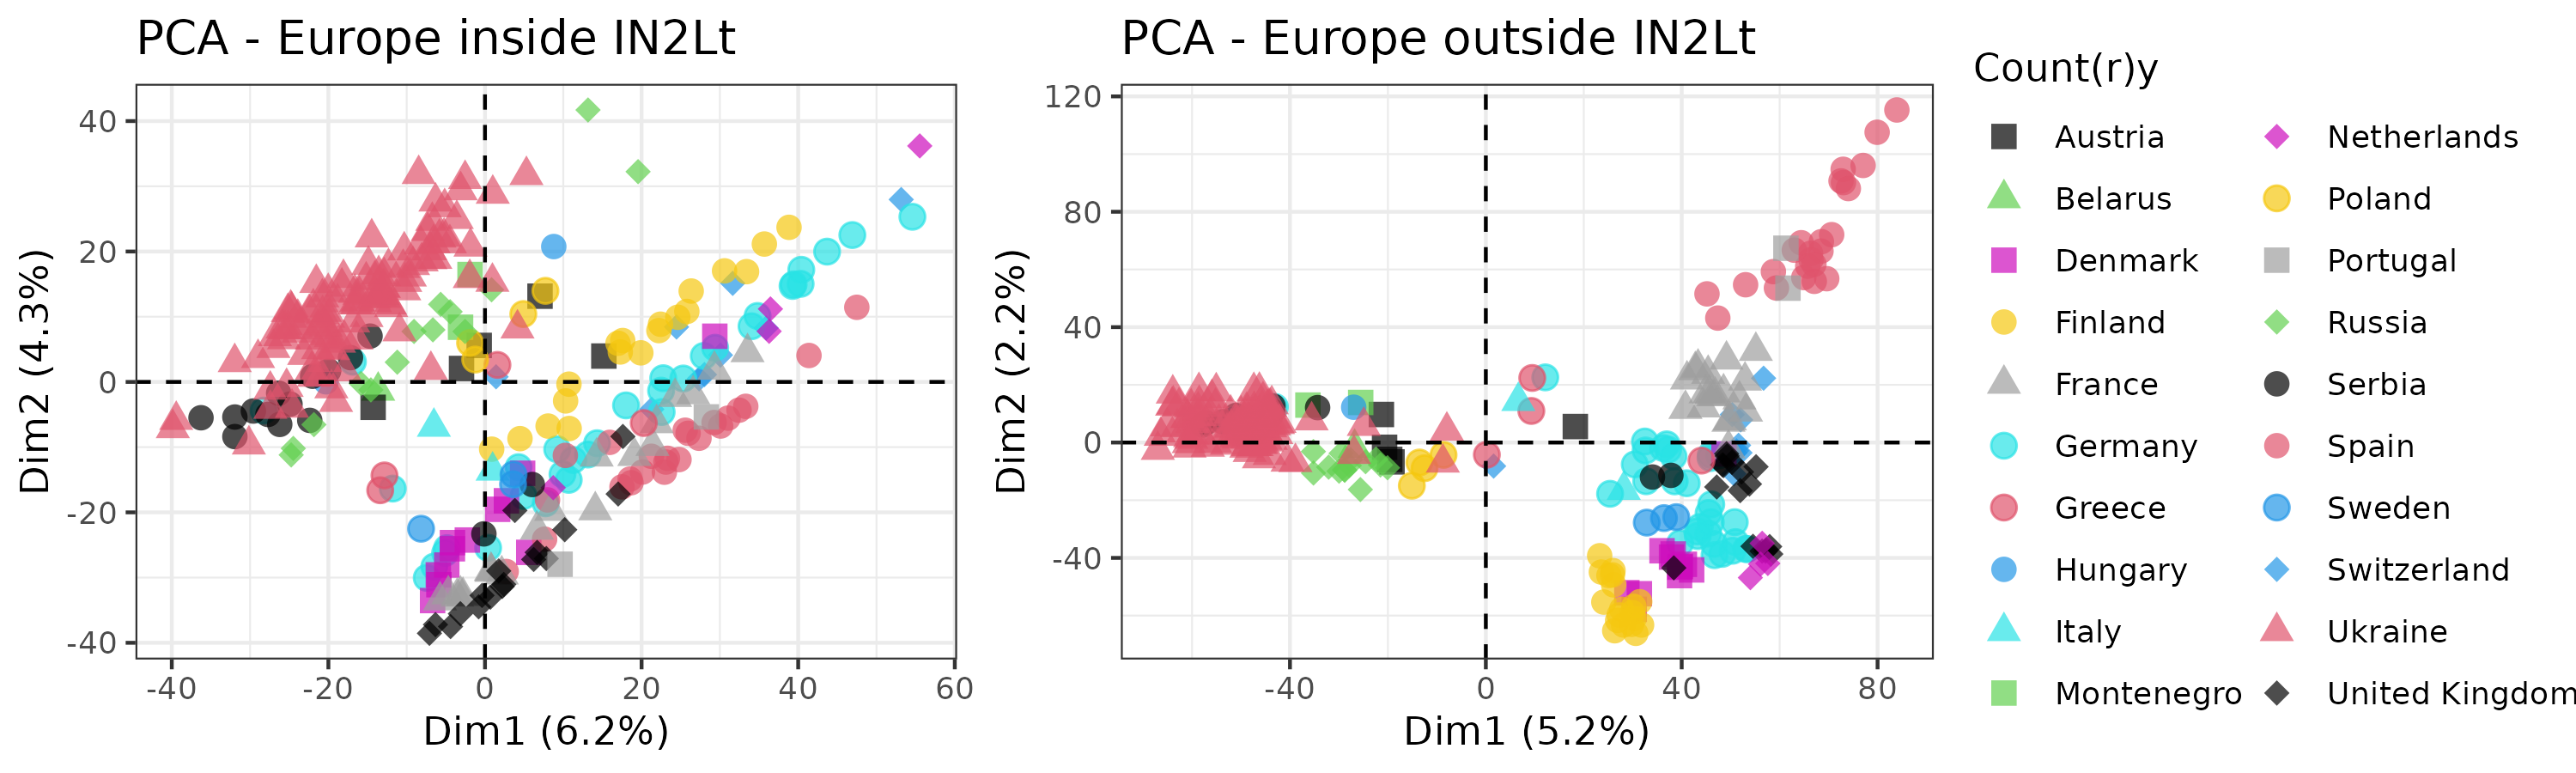 PCA - Europe inside IN2Lt
40
20
0
-20
-40
-40
-20
0
20
40
60
Dim1 (6.2%)
Dim2 (4.3%)
PCA - Europe outside IN2Lt
120
80
40
0
-40
-40
0
40
80
Dim1 (5.2%)
Dim2 (2.2%)
Count(r)y
Austria
Belarus
Denmark
Finland
France
Germany
Greece
Hungary
Italy
Montenegro
Netherlands
Poland
Portugal
Russia
Serbia
Spain
Sweden
Switzerland
Ukraine
United Kingdom